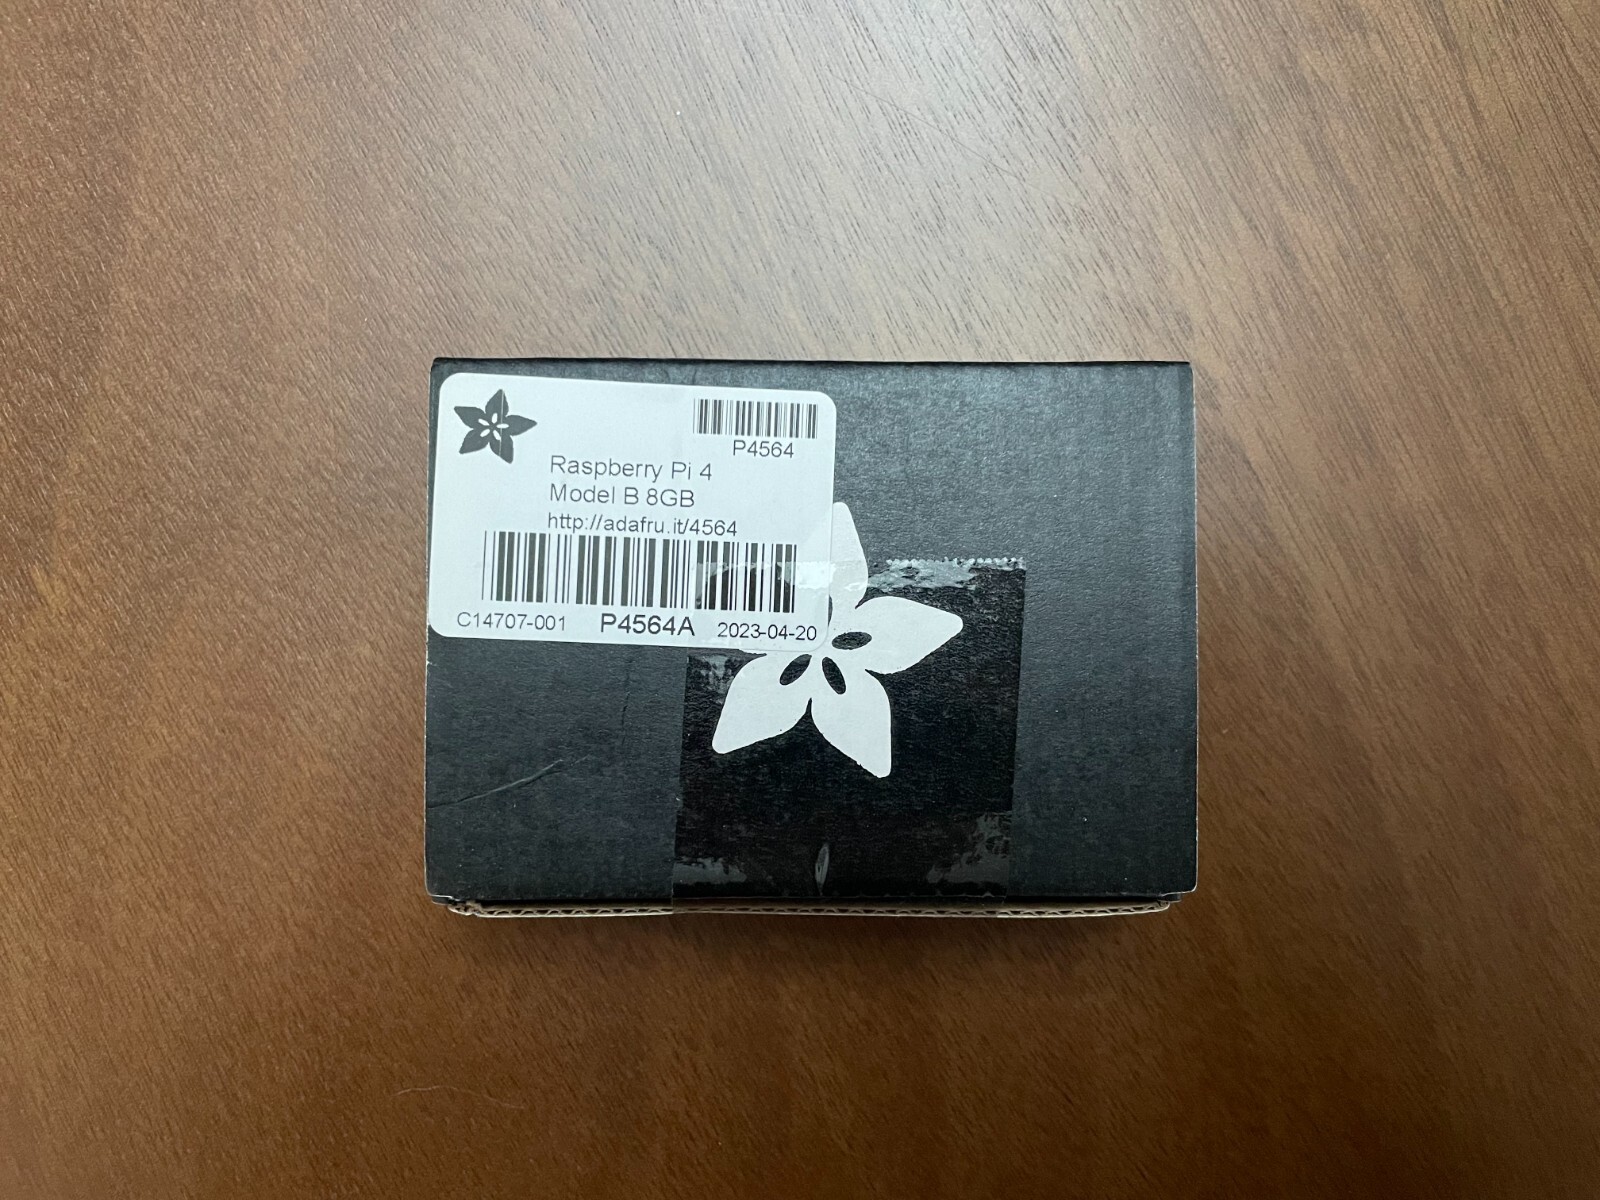 P4564
Raspberry Pi 4
Model B 8GB
http://adafru.it/4564
C14707-001 P4564A 2023-04-20